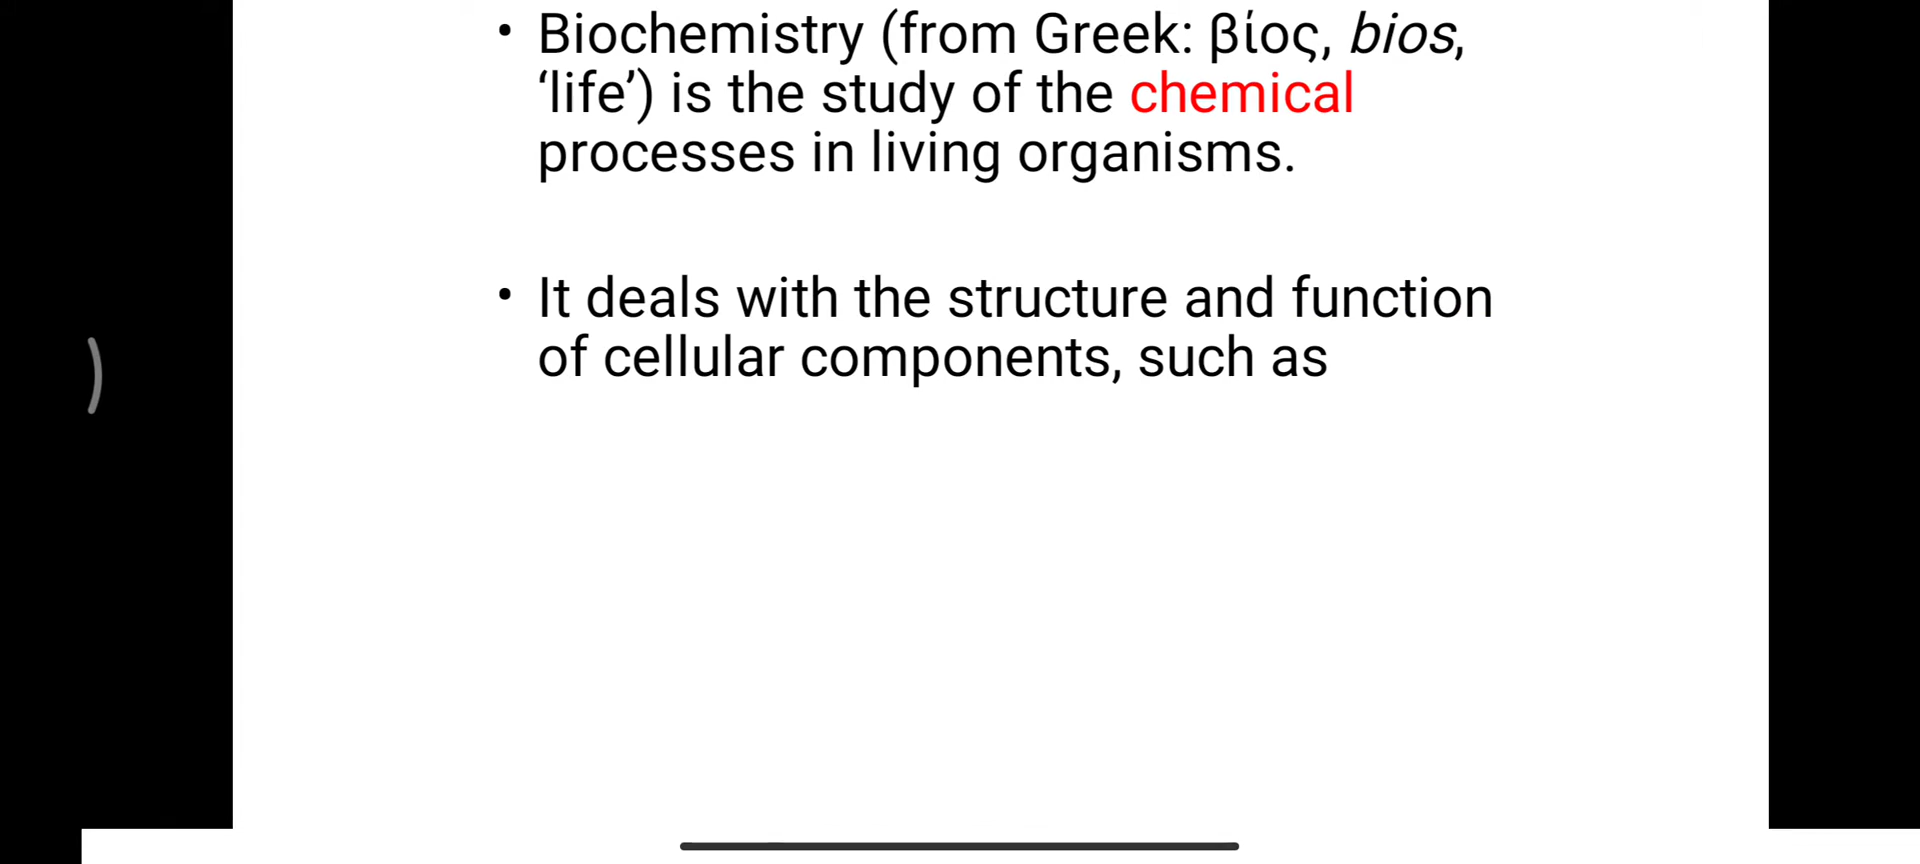 • Biochemistry (from Greek: βίος, bios,
‘life’) is the study of the chemical
processes in living organisms.
• It deals with the structure and function
of cellular components, such as